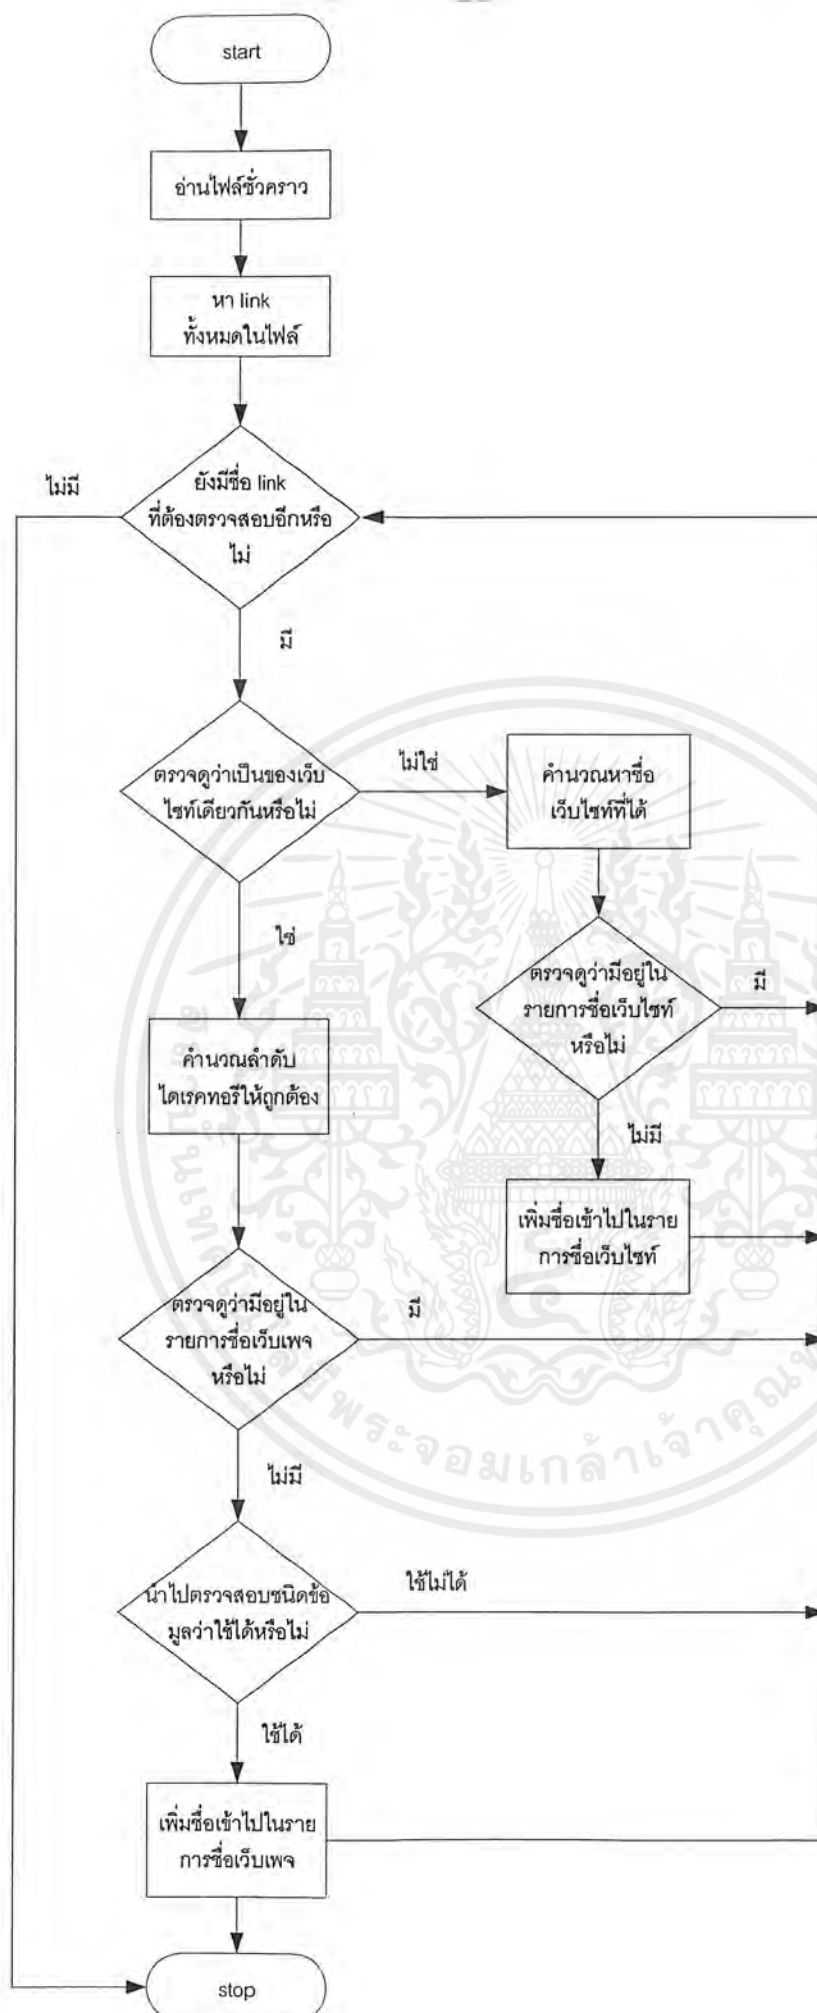 start
อ่านไฟล์ชั่วคราว
หา link
ทั้งหมดในไฟล์
ยังมีชื่อ link
ที่ต้องตรวจสอบอีกหรือ
ไม่
ไม่มี
มี
ตรวจดูว่าเป็นของเว็บ
ไซท์เดียวกันหรือไม่
ไม่ใช่
คำนวณหาชื่อ
เว็บไซท์ที่ได้
ใช่
ตรวจดูว่ามีอยู่ใน
รายการชื่อเว็บไซท์
หรือไม่
มี
คำนวณลำดับ
ไดเรคทอรีให้ถูกต้อง
ไม่มี
เพิ่มชื่อเข้าไปในราย
การชื่อเว็บไซท์
ตรวจดูว่ามีอยู่ใน
รายการชื่อเว็บเพจ
หรือไม่
มี
ไม่มี
นำไปตรวจสอบชนิดข้อ
มูลว่าใช้ได้หรือไม่
ใช้ไม่ได้
ใช้ได้
เพิ่มชื่อเข้าไปในราย
การชื่อเว็บเพจ
stop
พระจอมเกล้าเจ้าคุณ